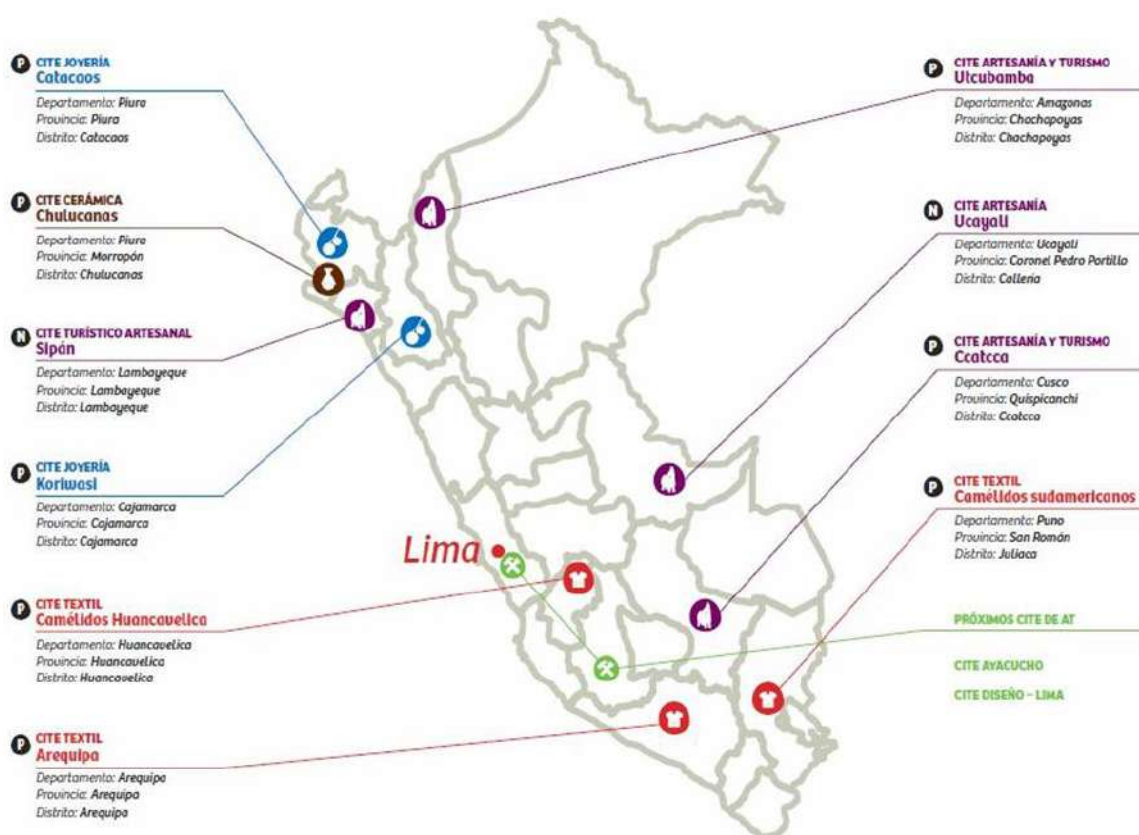 P CITE JOYERÍA
Catacaos
Departamento: Piura
Provincia: Piura
Distrito: Catacaos
P CITE CERÁMICA
Chulucanas
Departamento: Piura
Provincia: Morropón
Distrito: Chulucanas
N CITE TURÍSTICO ARTESANAL
Sipán
Departamento: Lambayeque
Provincia: Lambayeque
Distrito: Lambayeque
P CITE JOYERÍA
Koriwasi
Departamento: Cajamarca
Provincia: Cajamarca
Distrito: Cajamarca
P CITE TEXTIL
Camélidos Huancavelica
Departamento: Huancavelica
Provincia: Huancavelica
Distrito: Huancavelica
P CITE TEXTIL
Arequipa
Departamento: Arequipa
Provincia: Arequipa
Distrito: Arequipa
Lima
P CITE ARTESANÍA Y TURISMO
Utcubamba
Departamento: Amazonas
Provincia: Chachapoyas
Distrito: Chachapoyas
N CITE ARTESANÍA
Ucayali
Departamento: Ucayali
Provincia: Coronel Pedro Portillo
Distrito: Calleria
P CITE ARTESANÍA Y TURISMO
Ccatcca
Departamento: Cusco
Provincia: Quispicanchi
Distrito: Ccatcca
P CITE TEXTIL
Camélidos sudamericanos
Departamento: Puno
Provincia: San Román
Distrito: Juliaca
PRÓXIMOS CITE DE AT
CITE AYACUCHO
CITE DISEÑO - LIMA